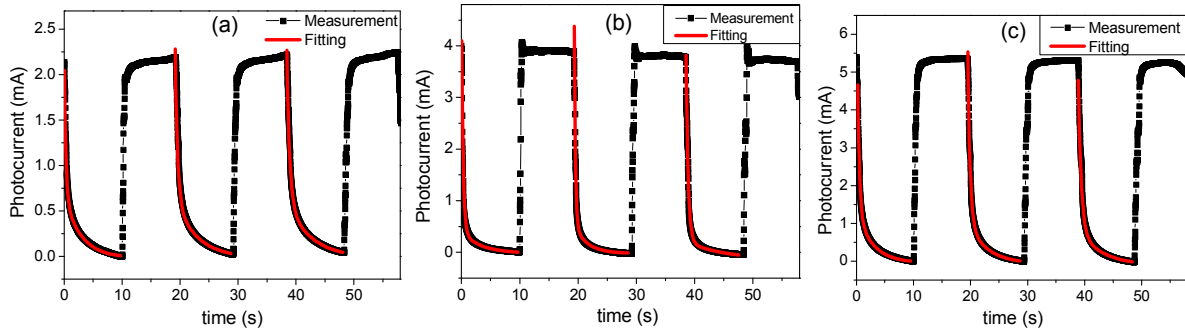 (a)
Measurement
Fitting
Photocurrent (mA)
2.5
2.0
1.5
1.0
0.5
0.0
0 10 20 30 40 50
time (s)
(b)
Measurement
Fitting
Photocurrent (mA)
4
3
2
1
0
0 10 20 30 40 50
time (s)
(c)
Measurement
Fitting
Photocurrent (mA)
6
5
4
3
2
1
0
0 10 20 30 40 50
time (s)